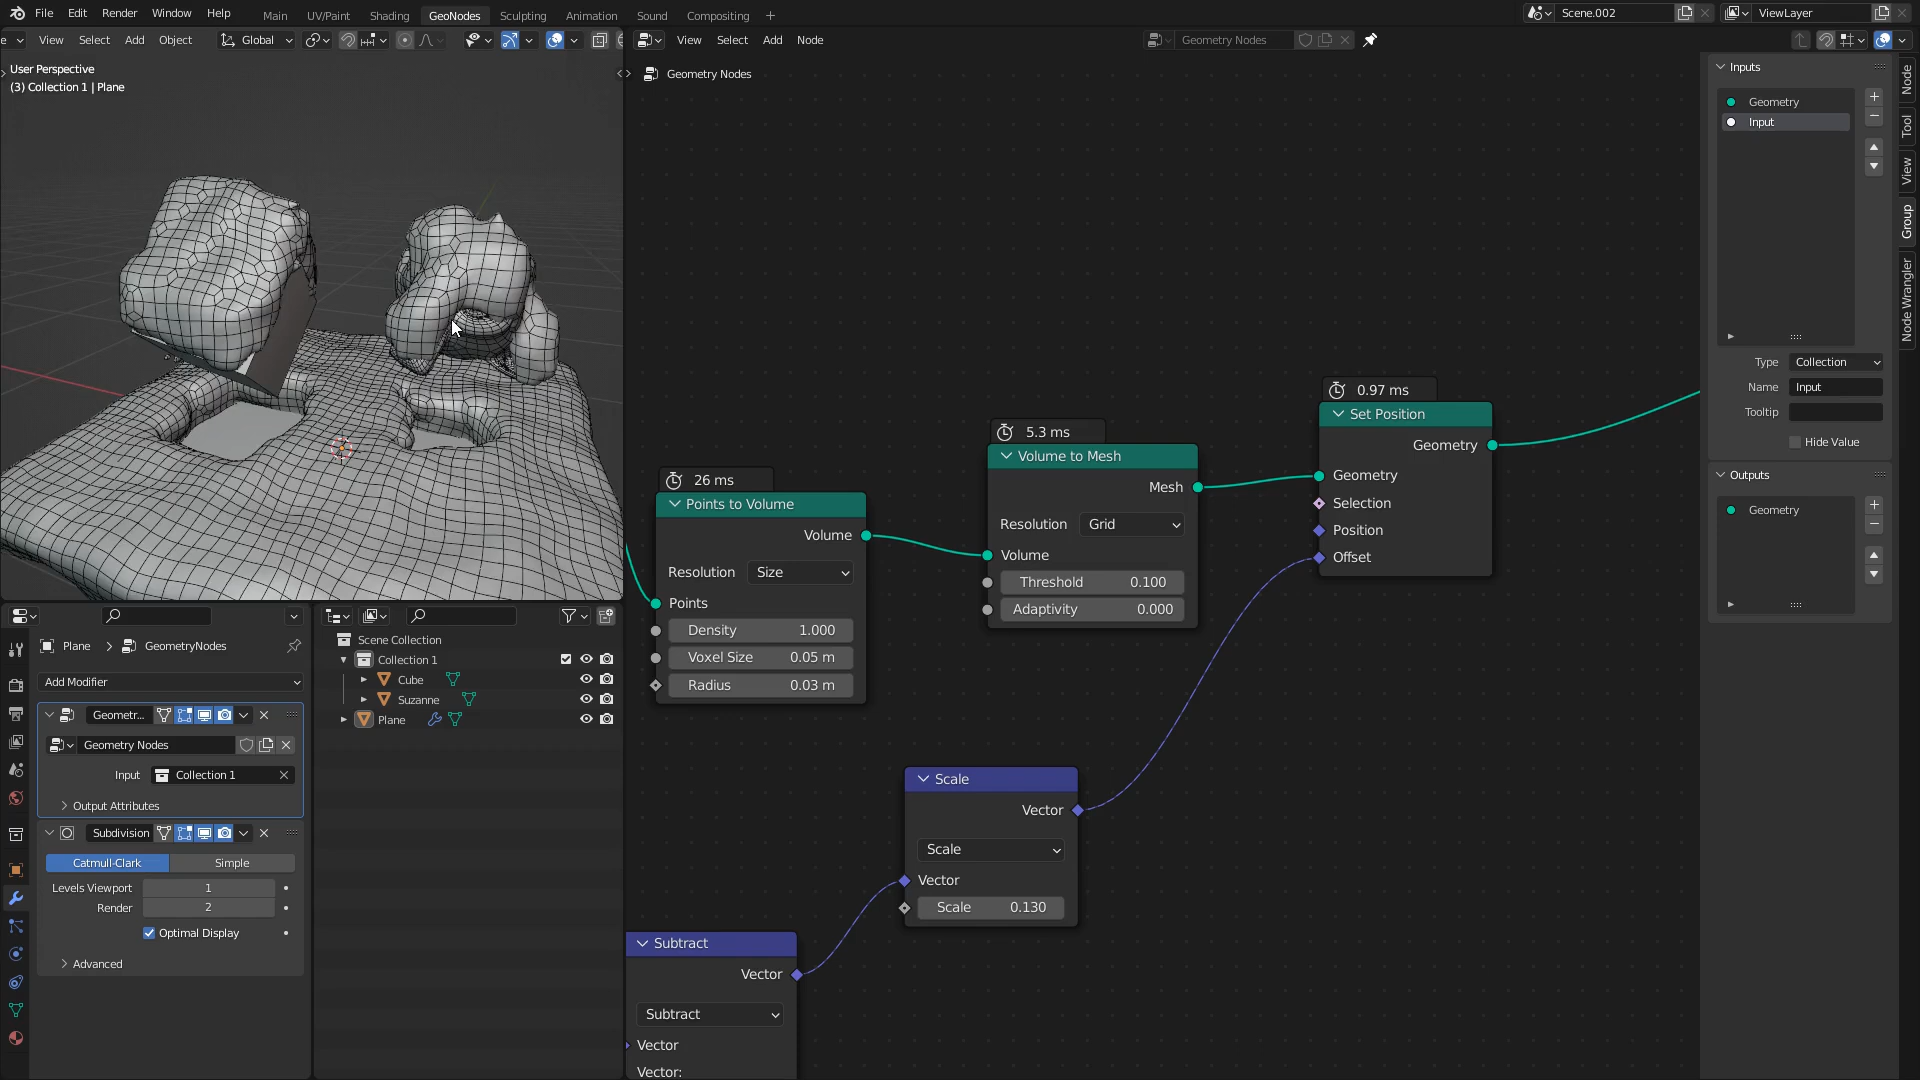 File Edit Render Window Help
Main UV/Paint Shading GeoNodes Sculpting Animation Sound Compositing
Scene.002
ViewLayer
View Select Add Object
Global
View Select Add Node
Geometry Nodes
User Perspective
(3) Collection 1 | Plane
Geometry Nodes
26 ms
Points to Volume
Volume
Resolution Size
Points
Density 1.000
Voxel Size 0.05 m
Radius 0.03 m
5.3 ms
Volume to Mesh
Mesh
Resolution Grid
Volume
Threshold 0.100
Adaptivity 0.000
0.97 ms
Set Position
Geometry
Geometry
Selection
Position
Offset
Scale
Vector
Scale
Vector
Scale 0.130
Subtract
Vector
Subtract
Vector
Vector:
Inputs
Geometry
Input
Type Collection
Name Input
Tooltip
Hide Value
Outputs
Geometry
Node
Tool
View
Group
Node Wrangler
Plane GeometryNodes
Add Modifier
Geometr...
Geometry Nodes
Input Collection 1
Output Attributes
Subdivision
Catmull-Clark Simple
Levels Viewport 1
Render 2
Optimal Display
Advanced
Scene Collection
Collection 1
Cube
Suzanne
Plane